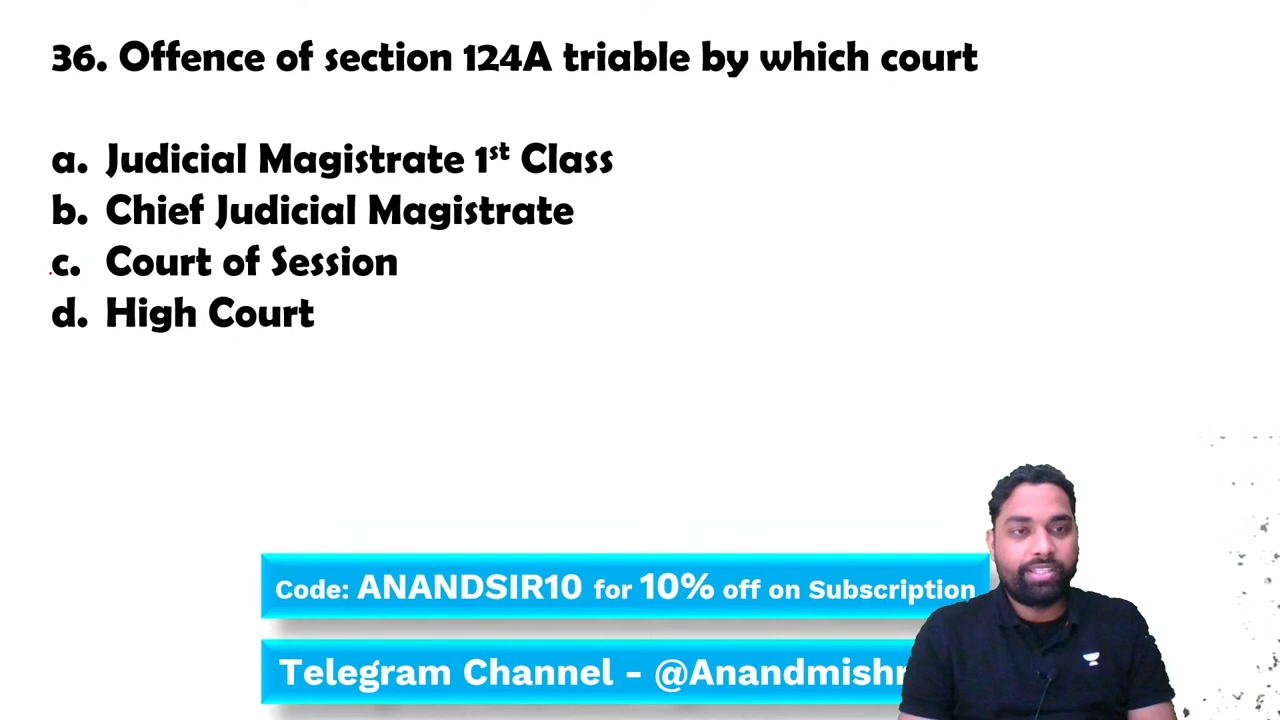 36. Offence of section 124A triable by which court
a. Judicial Magistrate 1st Class
b. Chief Judicial Magistrate
c. Court of Session
d. High Court
Code: ANANDSIR10 for 10% off on Subscription
Telegram Channel - @Anandmishr